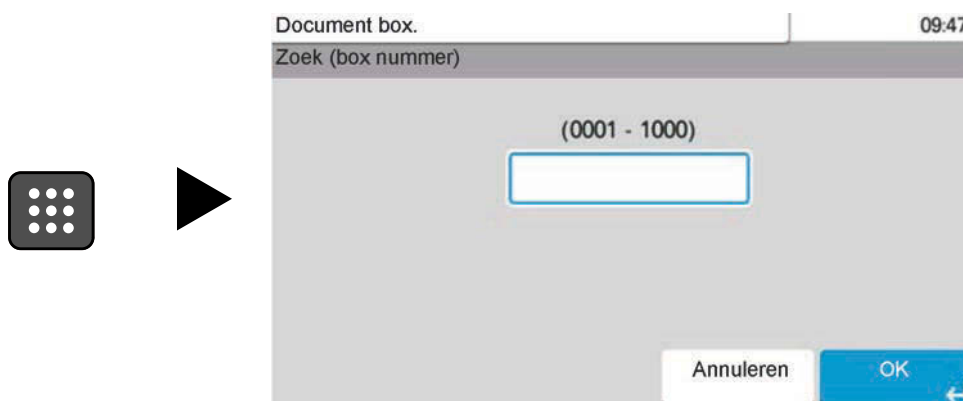 Document box.
09:47
Zoek (box nummer)
(0001 - 1000)
Annuleren
OK